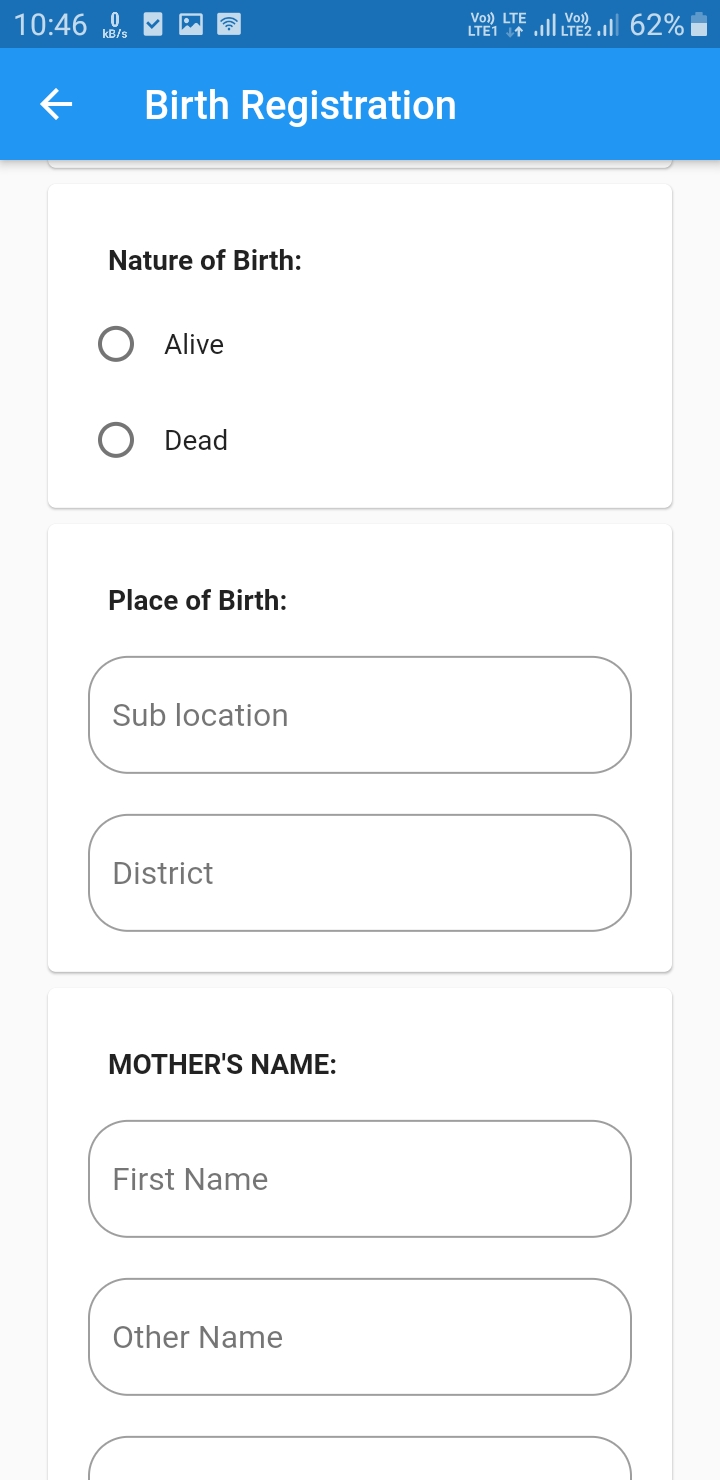 10:46 0 kB/s Vo)) LTE1 LTE Vo)) LTE2 62%
Birth Registration
Nature of Birth:
Alive
Dead
Place of Birth:
Sub location
District
MOTHER'S NAME:
First Name
Other Name